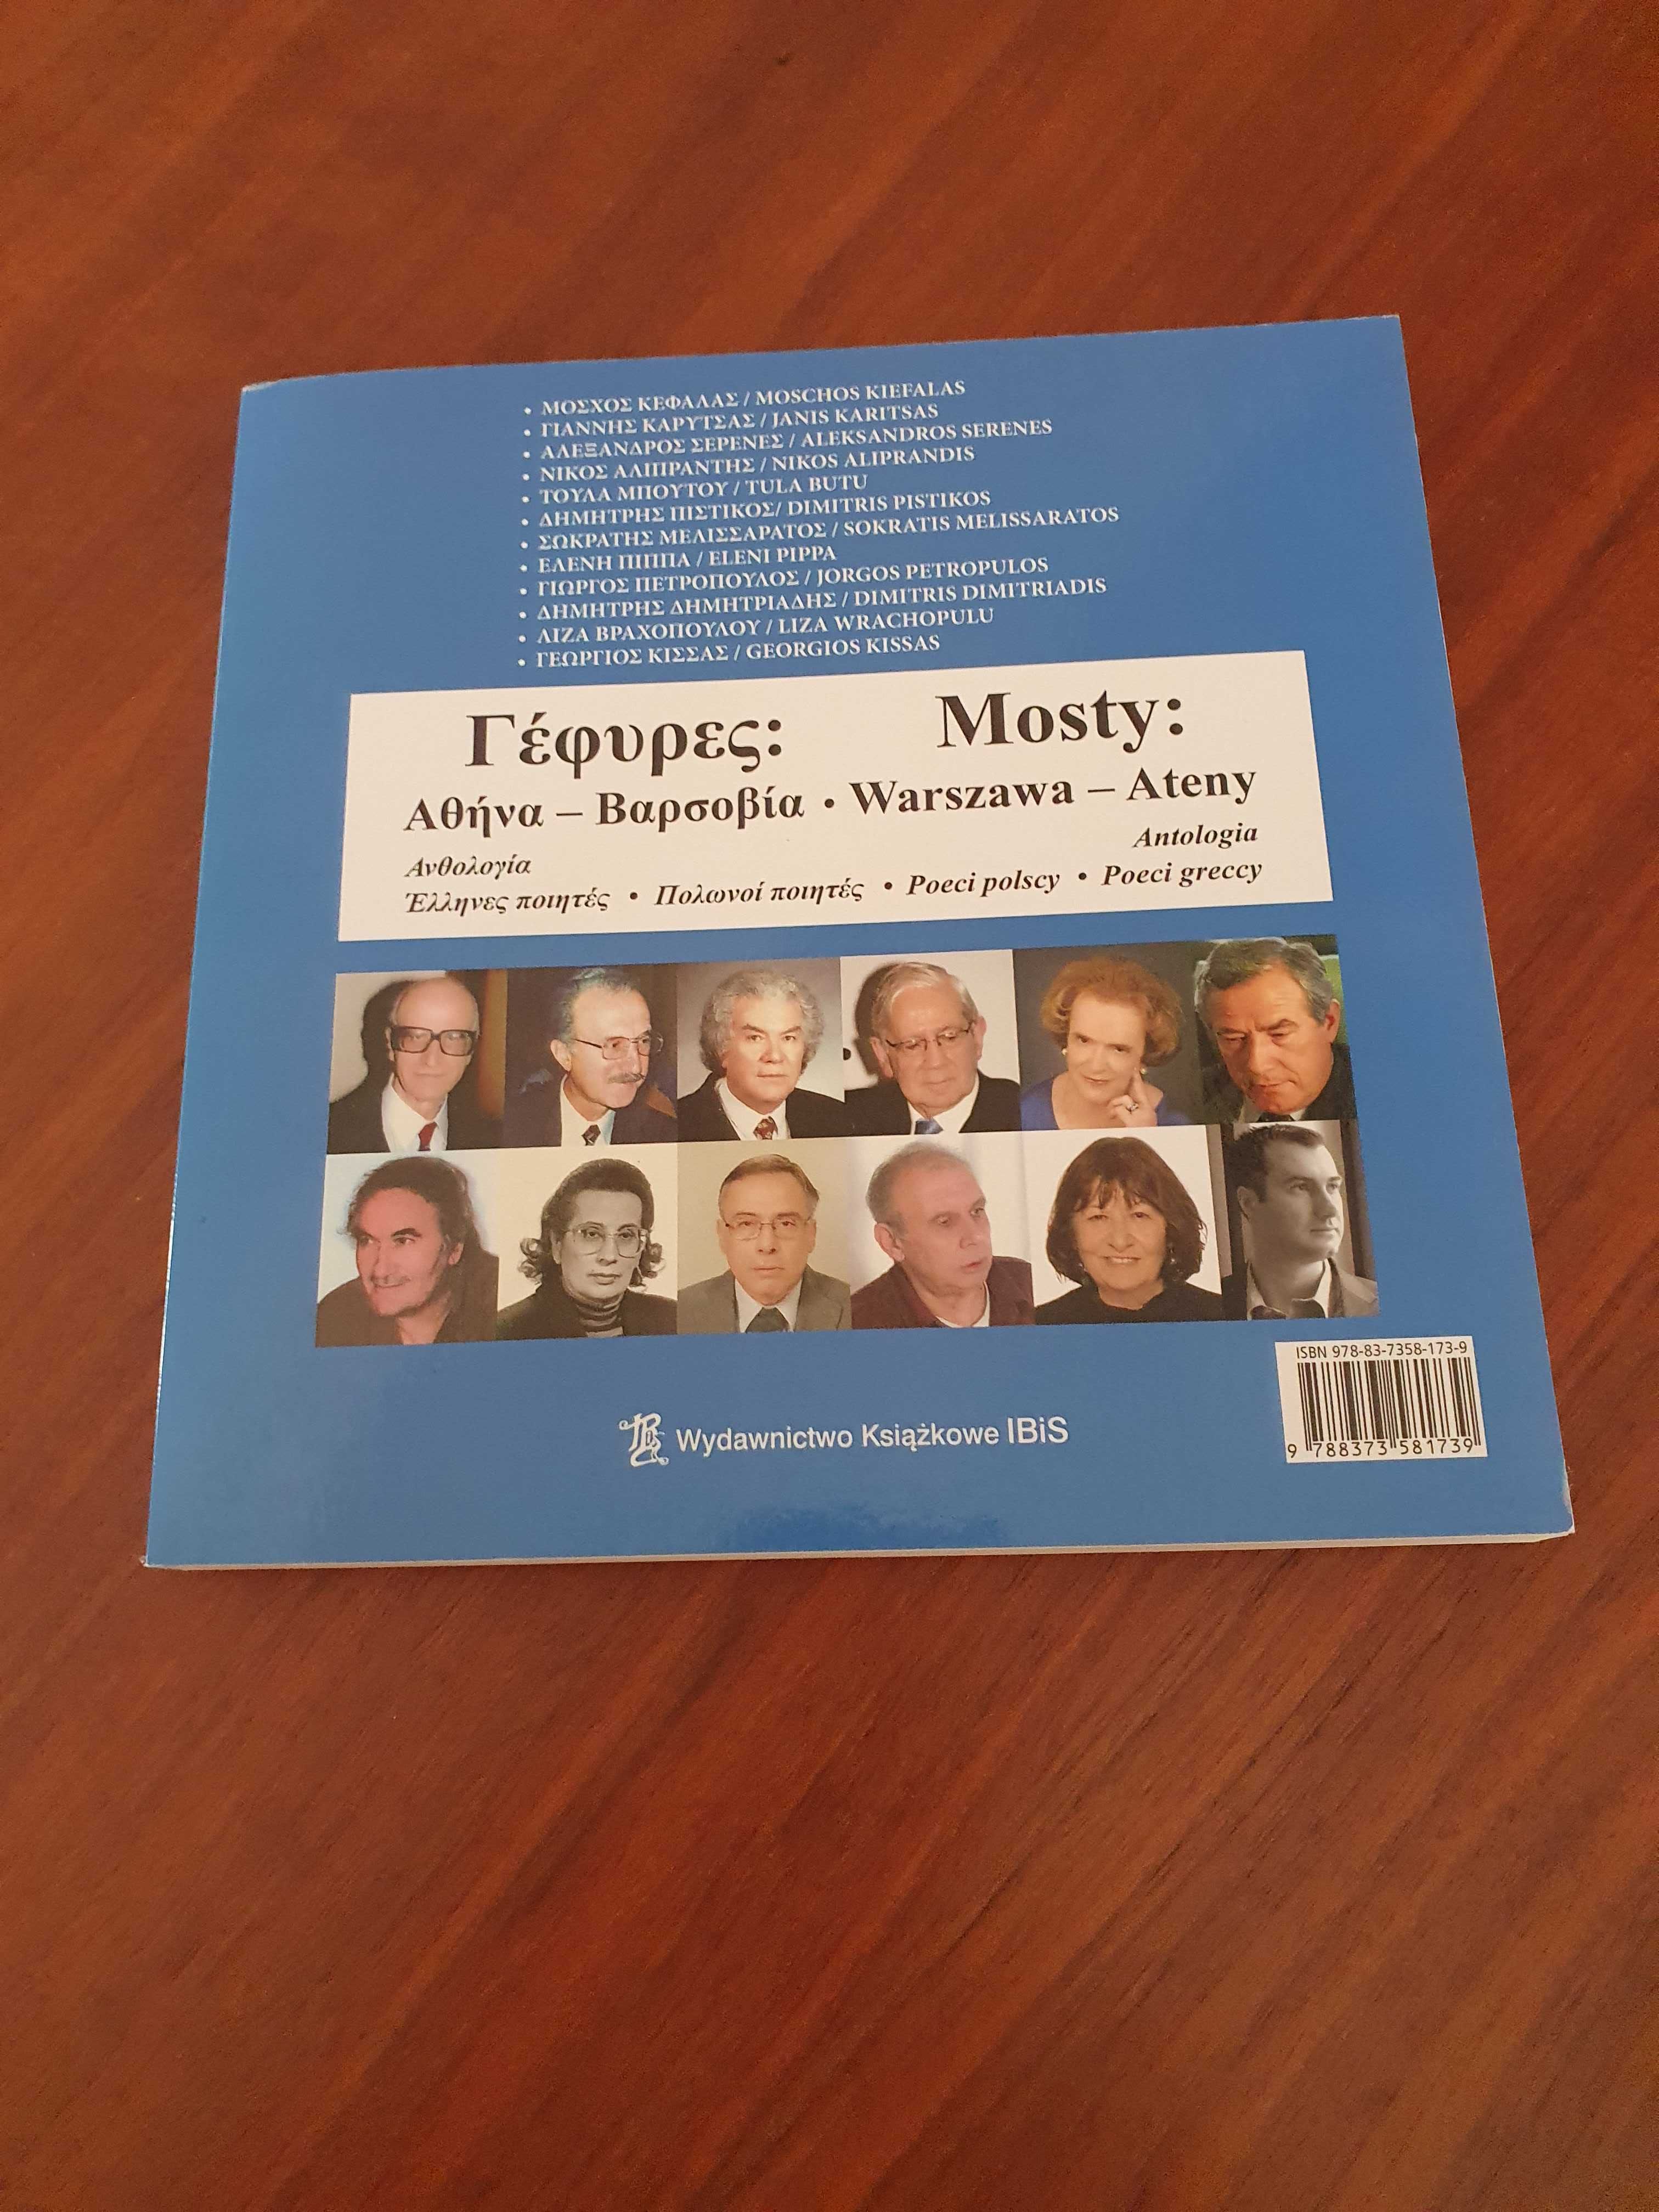 • ΜΟΣΧΟΣ ΚΕΦΑΛΑΣ / MOSCHOS KIEFALAS
• ΓΙΑΝΝΗΣ ΚΑΡΥΤΣΑΣ / JANIS KARITSAS
• ΑΛΕΞΑΝΔΡΟΣ ΣΕΡΕΝΕΣ / ALEKSANDROS SERENES
• ΝΙΚΟΣ ΑΛΙΠΡΑΝΤΗΣ / NIKOS ALIPRANDIS
• ΤΟΥΛΑ ΜΠΟΥΤΟΥ / TULA BUTU
• ΔΗΜΗΤΡΗΣ ΠΙΣΤΙΚΟΣ/ DIMITRIS PISTIKOS
• ΣΩΚΡΑΤΗΣ ΜΕΛΙΣΣΑΡΑΤΟΣ / SOKRATIS MELISSARATOS
• ΕΛΕΝΗ ΠΙΠΠΑ / ELENI PIPPA
• ΓΙΩΡΓΟΣ ΠΕΤΡΟΠΟΥΛΟΣ / JORGOS PETROPULOS
• ΔΗΜΗΤΡΗΣ ΔΗΜΗΤΡΙΑΔΗΣ / DIMITRIS DIMITRIADIS
• ΛΙΖΑ ΒΡΑΧΟΠΟΥΛΟΥ / LIZA WRACHOPULU
• ΓΕΩΡΓΙΟΣ ΚΙΣΣΑΣ / GEORGIOS KISSAS
Γέφυρες: Mosty:
Αθήνα – Βαρσοβία • Warszawa – Ateny
Ανθολογία Antologia
Έλληνες ποιητές • Πολωνοί ποιητές • Poeci polscy • Poeci greccy
ISBN 978-83-7358-173-9
Wydawnictwo Książkowe IBiS
9 788373 581739